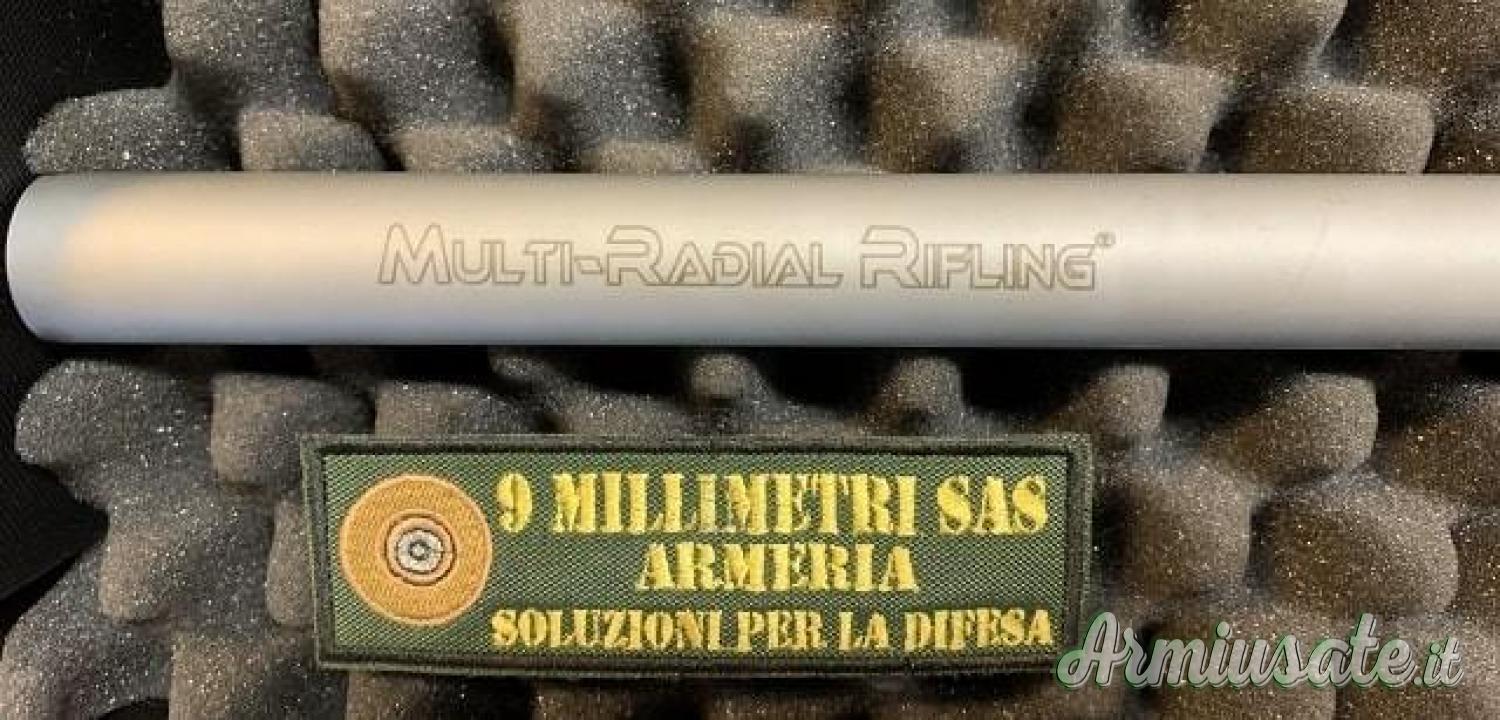 MULTI-RADIAL RIFLING®
9 MILLIMETRI SAS
ARMERIA
SOLUZIONI PER LA DIFESA
Armiusate.it